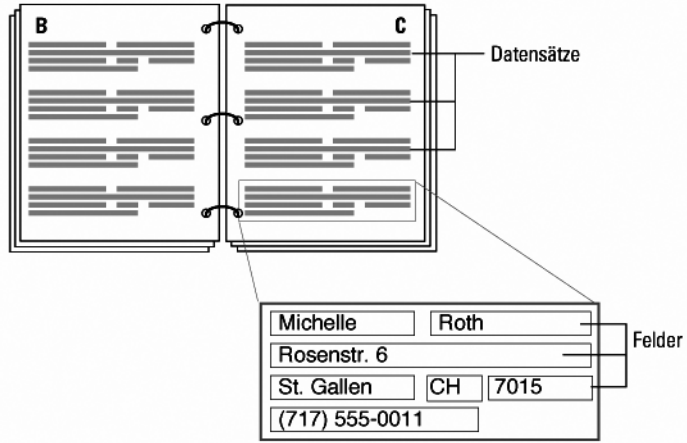 B
C
Datensätze
Michelle
Roth
Rosenstr. 6
St. Gallen
CH
7015
(717) 555-0011
Felder